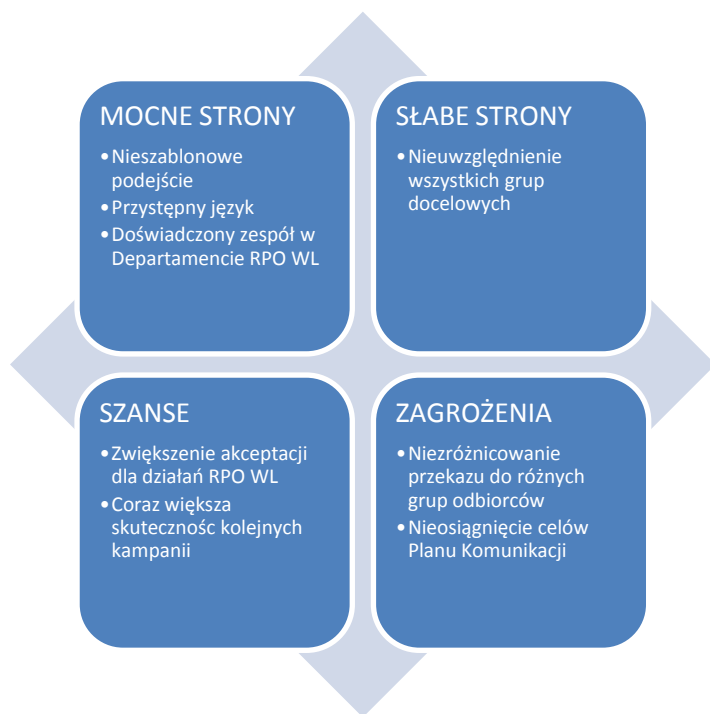 MOCNE STRONY
•Nieszablonowe
podejście
•Przystępny język
•Doświadczony zespół w
Departamencie RPO WL
SŁABE STRONY
•Nieuwzględnienie
wszystkich grup
docelowych
SZANSE
•Zwiększenie akceptacji
dla działań RPO WL
•Coraz większa
skutecznośc kolejnych
kampanii
ZAGROŻENIA
•Niezróżnicowanie
przekazu do różnych
grup odbiorców
•Nieosiągnięcie celów
Planu Komunikacji